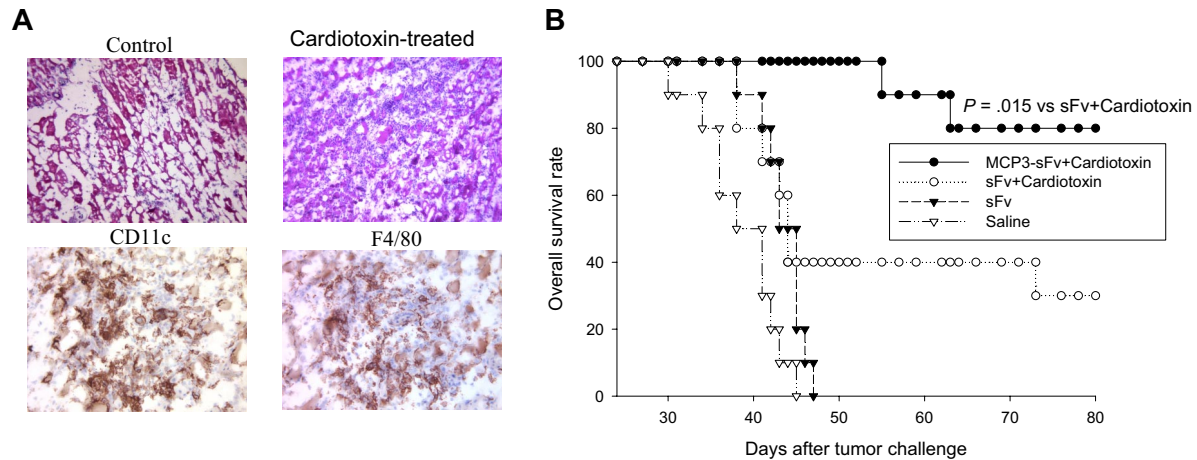 A
Control
Cardiotoxin-treated
CD11c
F4/80
B
Overall survival rate
100
80
60
40
20
0
P = .015 vs sFv+Cardiotoxin
MCP3-sFv+Cardiotoxin
sFv+Cardiotoxin
sFv
Saline
30 40 50 60 70 80
Days after tumor challenge